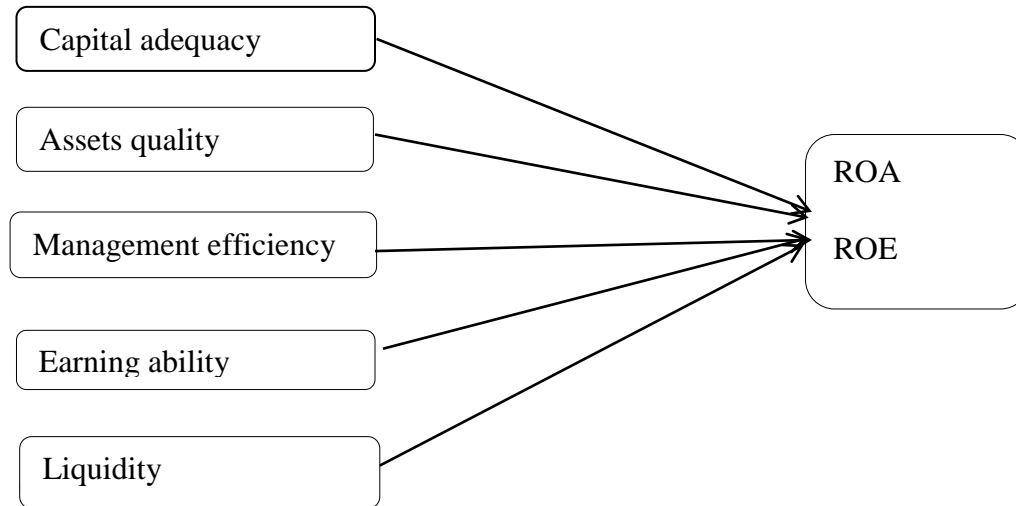 Capital adequacy
Assets quality
Management efficiency
Earning ability
Liquidity
ROA
ROE